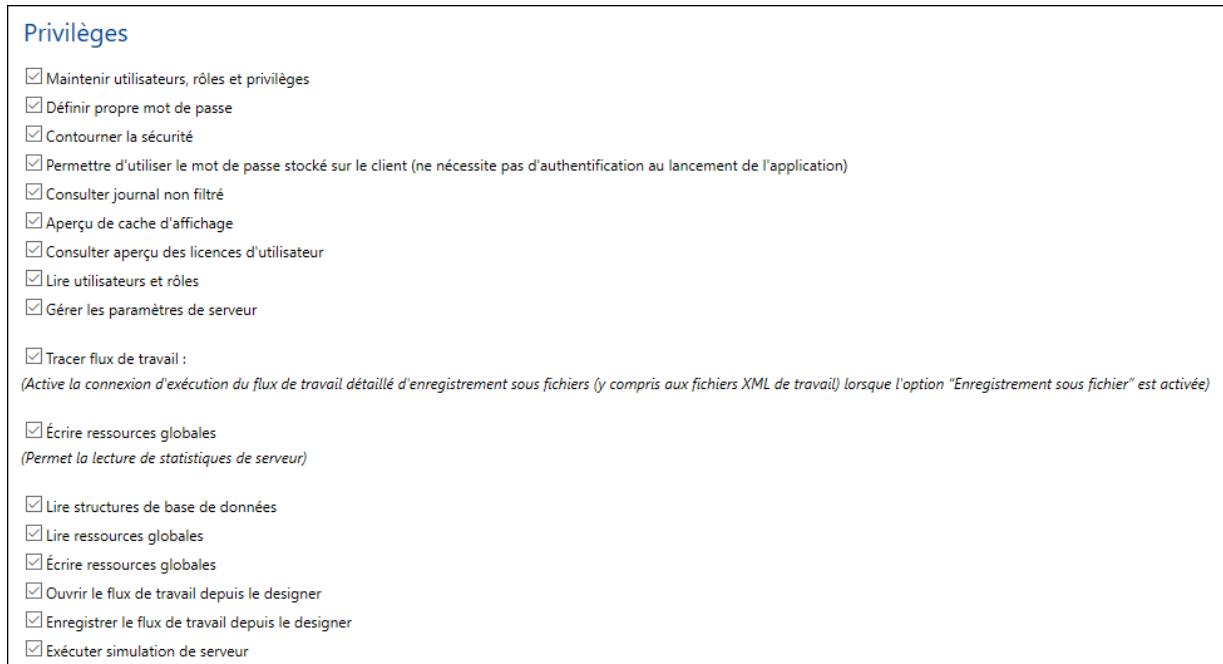 Privilèges
Maintenir utilisateurs, rôles et privilèges
Définir propre mot de passe
Contourner la sécurité
Permettre d'utiliser le mot de passe stocké sur le client (ne nécessite pas d'authentification au lancement de l'application)
Consulter journal non filtré
Aperçu de cache d'affichage
Consulter aperçu des licences d'utilisateur
Lire utilisateurs et rôles
Gérer les paramètres de serveur
Tracer flux de travail :
(Active la connexion d'exécution du flux de travail détaillé d'enregistrement sous fichiers (y compris aux fichiers XML de travail) lorsque l'option “Enregistrement sous fichier” est activée)
Écrire ressources globales
(Permet la lecture de statistiques de serveur)
Lire structures de base de données
Lire ressources globales
Écrire ressources globales
Ouvrir le flux de travail depuis le designer
Enregistrer le flux de travail depuis le designer
Exécuter simulation de serveur